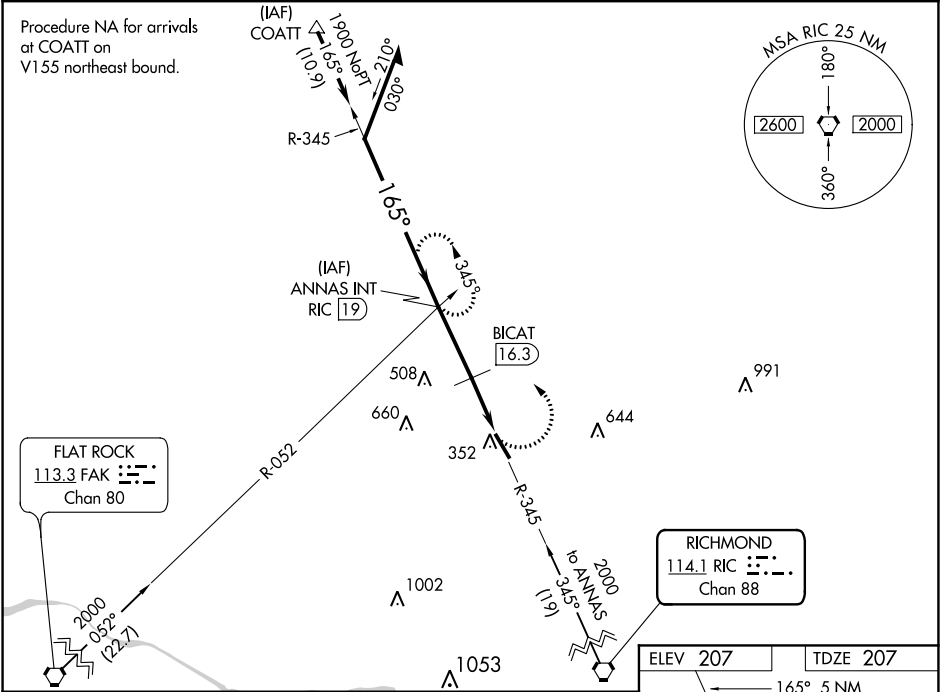 Procedure NA for arrivals
at COATT on
V155 northeast bound.
(IAF)
COATT
1900 NoPT
165°
(10.9)
210°
030°
R-345
MSA RIC 25 NM
180°
2600
2000
360°
165°
(IAF)
ANNAS INT
RIC 19
345°
BICAT
16.3
508
991
660
644
352
FLAT ROCK
113.3 FAK
Chan 80
R-052
R-345
RICHMOND
114.1 RIC
Chan 88
2000
to ANNAS
345°
(19)
1002
2000
052°
(22.7)
1053
ELEV 207
TDZE 207
165° 5 NM